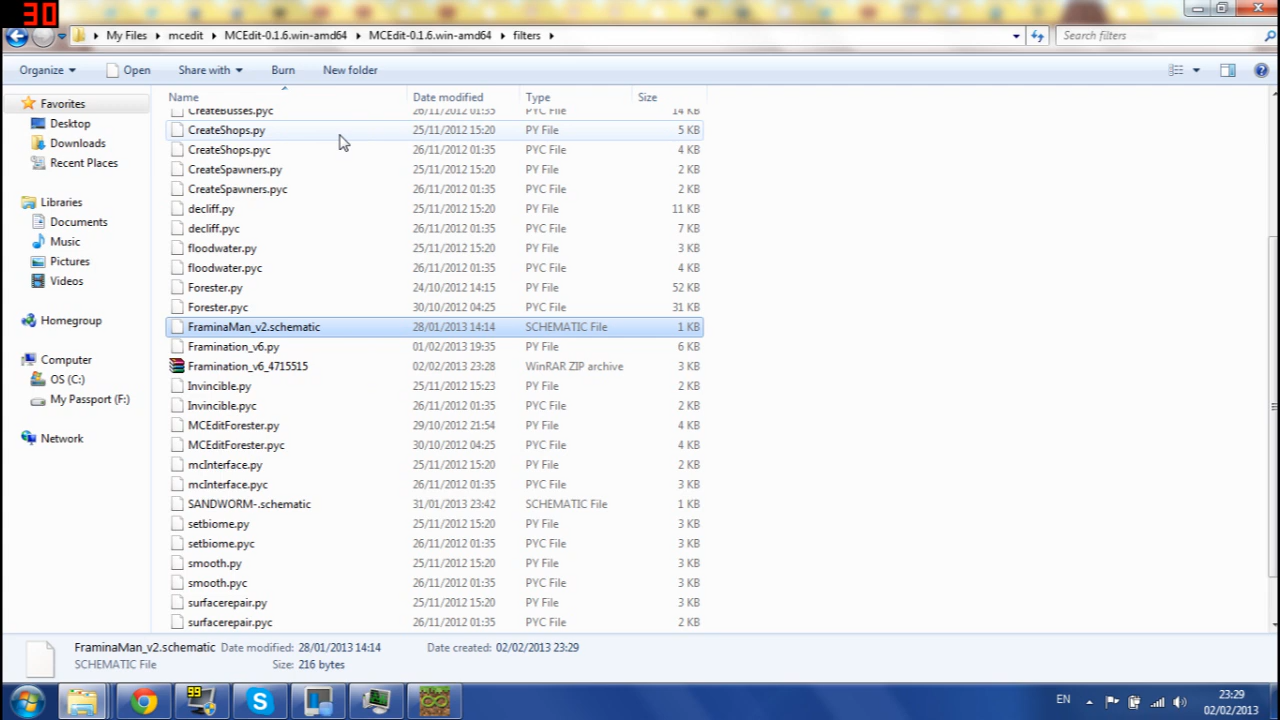 30
My Files mcedit MCEdit-0.1.6.win-amd64 MCEdit-0.1.6.win-amd64 filters Search filters
Organize Open Share with Burn New folder
Name Date modified Type Size
Favorites
Desktop
Downloads
Recent Places
Libraries
Documents
Music
Pictures
Videos
Homegroup
Computer
OS (C:)
My Passport (F:)
Network
CreateBusses.pyc 26/11/2012 01:35 PYC File 14 KB
CreateShops.py 25/11/2012 15:20 PY File 5 KB
CreateShops.pyc 26/11/2012 01:35 PYC File 4 KB
CreateSpawners.py 25/11/2012 15:20 PY File 2 KB
CreateSpawners.pyc 26/11/2012 01:35 PYC File 2 KB
decliff.py 25/11/2012 15:20 PY File 11 KB
decliff.pyc 26/11/2012 01:35 PYC File 7 KB
floodwater.py 25/11/2012 15:20 PY File 3 KB
floodwater.pyc 26/11/2012 01:35 PYC File 4 KB
Forester.py 24/10/2012 14:15 PY File 52 KB
Forester.pyc 30/10/2012 04:25 PYC File 31 KB
FraminaMan_v2.schematic 28/01/2013 14:14 SCHEMATIC File 1 KB
Framination_v6.py 01/02/2013 19:35 PY File 6 KB
Framination_v6_4715515 02/02/2013 23:28 WinRAR ZIP archive 3 KB
Invincible.py 25/11/2012 15:23 PY File 2 KB
Invincible.pyc 26/11/2012 01:35 PYC File 2 KB
MCEditForester.py 29/10/2012 21:54 PY File 4 KB
MCEditForester.pyc 30/10/2012 04:25 PYC File 4 KB
mcInterface.py 25/11/2012 15:20 PY File 2 KB
mcInterface.pyc 26/11/2012 01:35 PYC File 2 KB
SANDWORM-.schematic 31/01/2013 23:42 SCHEMATIC File 1 KB
setbiome.py 25/11/2012 15:20 PY File 3 KB
setbiome.pyc 26/11/2012 01:35 PYC File 3 KB
smooth.py 25/11/2012 15:20 PY File 3 KB
smooth.pyc 26/11/2012 01:35 PYC File 3 KB
surfacerepair.py 25/11/2012 15:20 PY File 3 KB
surfacerepair.pyc 26/11/2012 01:35 PYC File 2 KB
FraminaMan_v2.schematic Date modified: 28/01/2013 14:14 Date created: 02/02/2013 23:29
SCHEMATIC File Size: 216 bytes
99
EN 23:29
02/02/2013